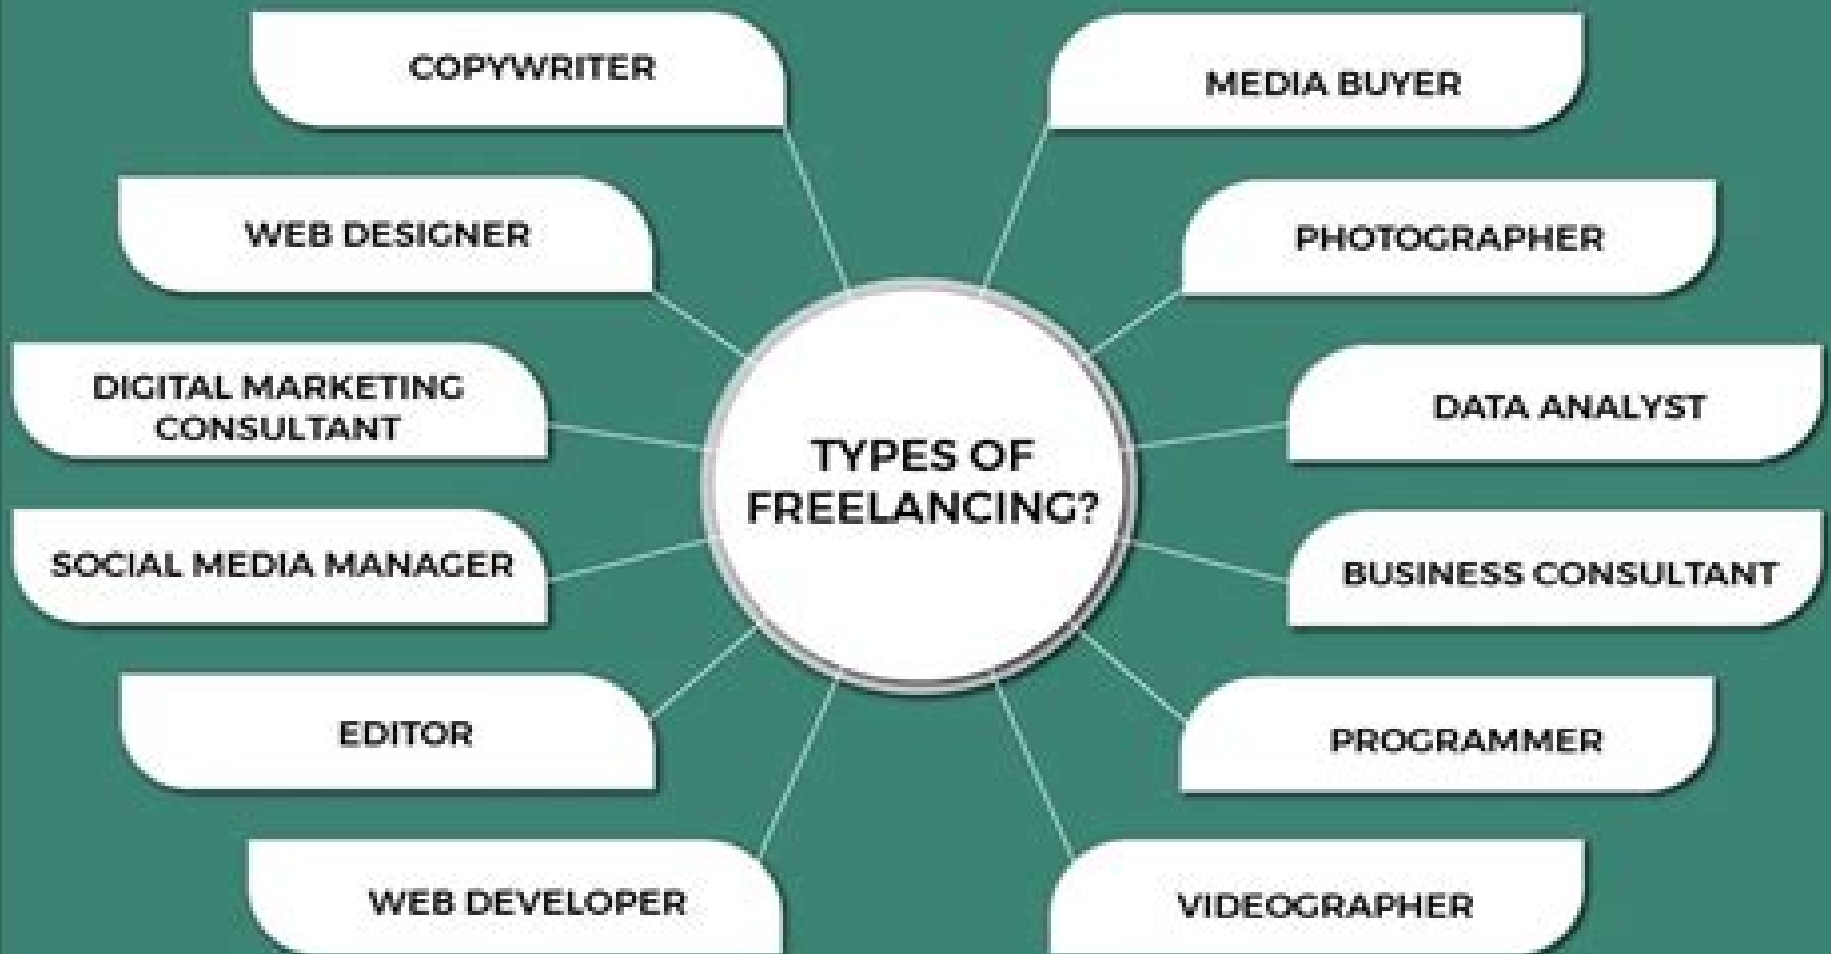 COPYWRITER
MEDIA BUYER
WEB DESIGNER
PHOTOGRAPHER
DIGITAL MARKETING
CONSULTANT
DATA ANALYST
TYPES OF
FREELANCING?
SOCIAL MEDIA MANAGER
BUSINESS CONSULTANT
EDITOR
PROGRAMMER
WEB DEVELOPER
VIDEOGRAPHER